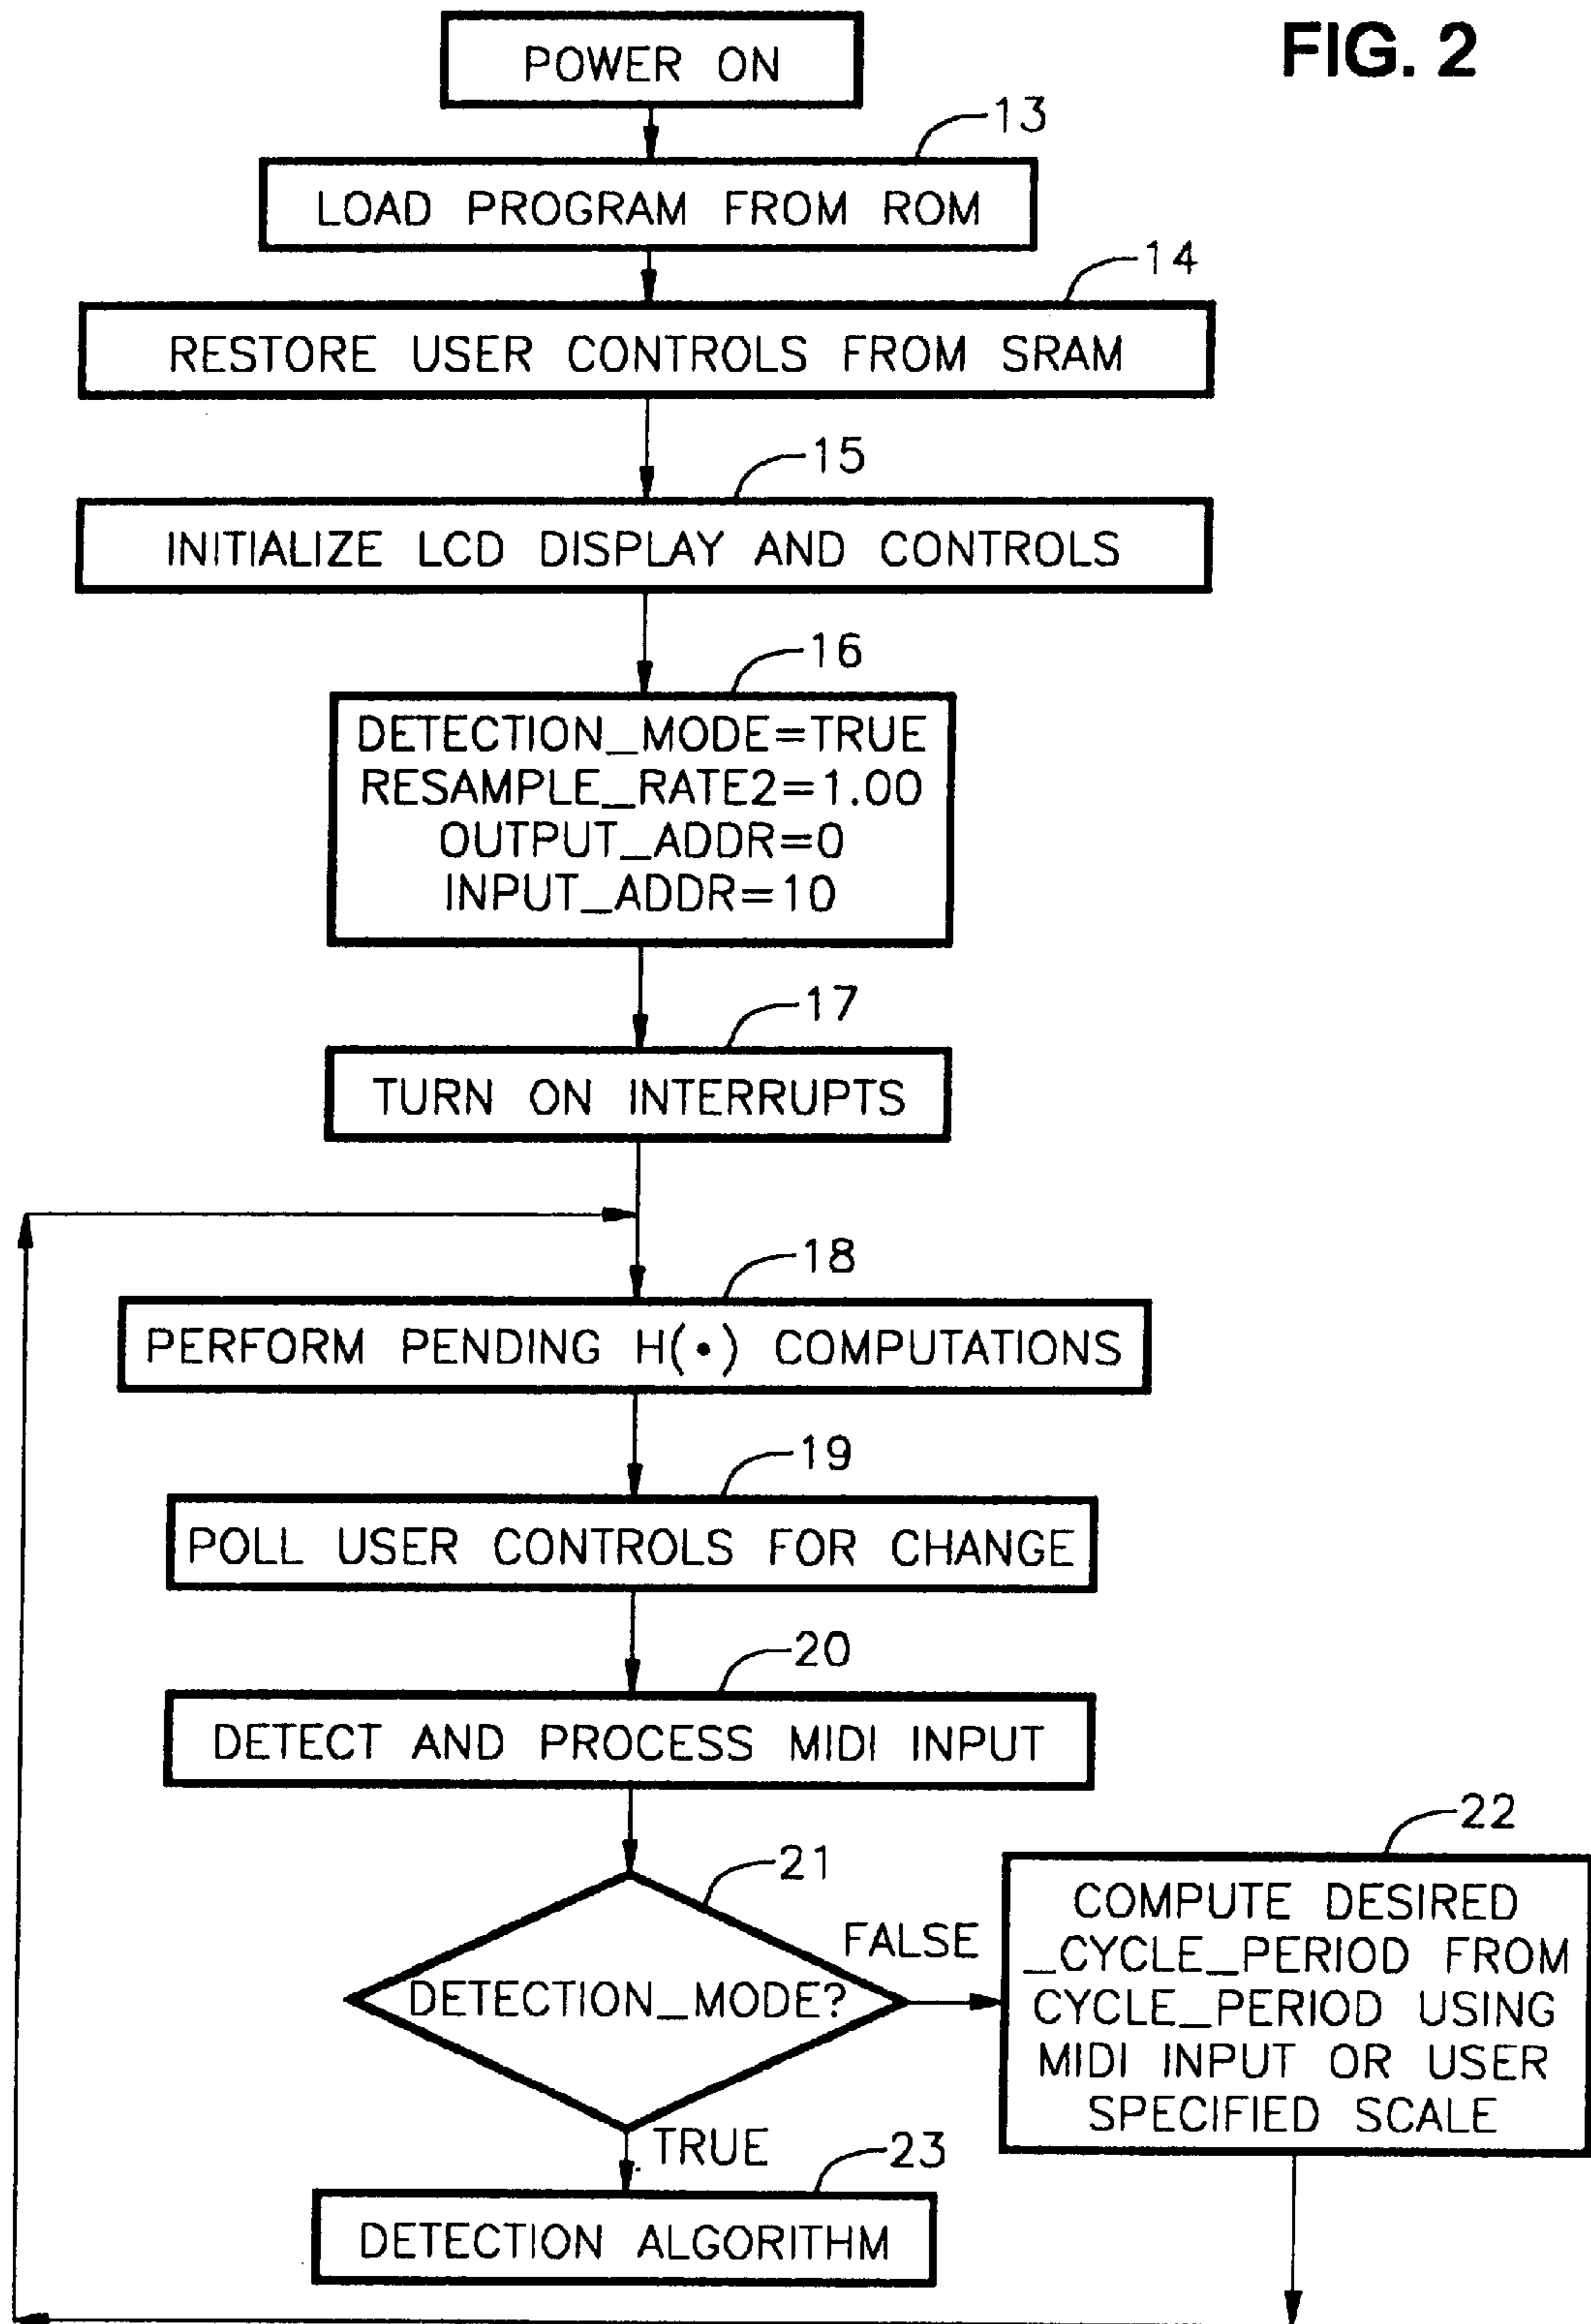 FIG. 2
POWER ON
13
LOAD PROGRAM FROM ROM
14
RESTORE USER CONTROLS FROM SRAM
15
INITIALIZE LCD DISPLAY AND CONTROLS
16
DETECTION_MODE=TRUE
RESAMPLE_RATE2=1.00
OUTPUT_ADDR=0
INPUT_ADDR=10
17
TURN ON INTERRUPTS
18
PERFORM PENDING H(•) COMPUTATIONS
19
POLL USER CONTROLS FOR CHANGE
20
DETECT AND PROCESS MIDI INPUT
21
DETECTION_MODE?
FALSE
22
COMPUTE DESIRED
_CYCLE_PERIOD FROM
CYCLE_PERIOD USING
MIDI INPUT OR USER
SPECIFIED SCALE
TRUE
23
DETECTION ALGORITHM